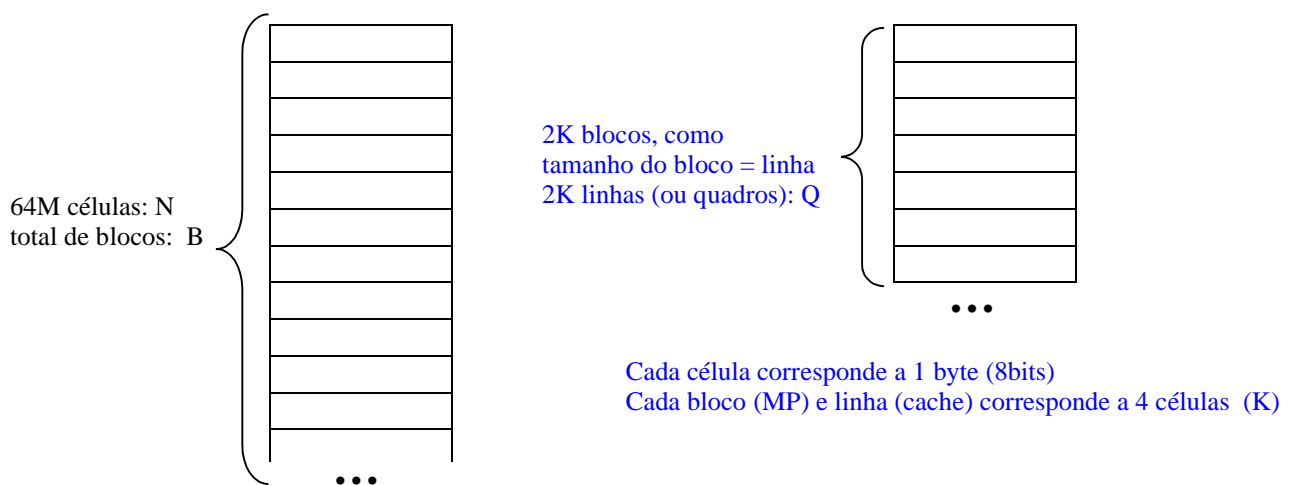 64M células: N
total de blocos:  B
...
2K blocos, como
tamanho do bloco = linha
2K linhas (ou quadros): Q
...
Cada célula corresponde a 1 byte (8bits)
Cada bloco (MP) e linha (cache) corresponde a 4 células  (K)